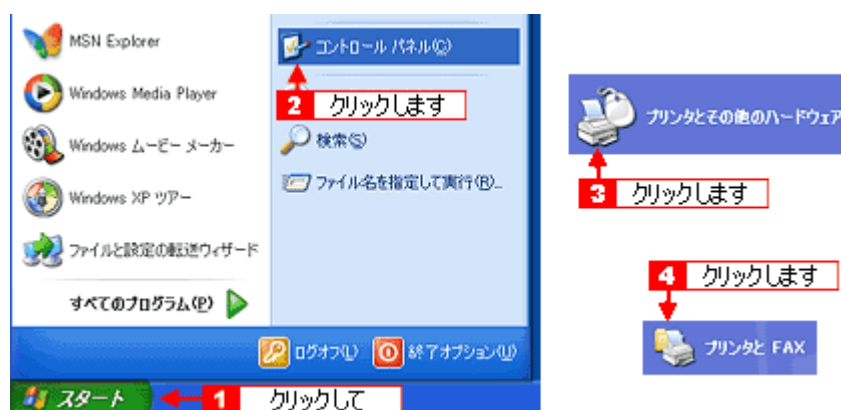 MSN Explorer
Windows Media Player
Windows ムービー メーカー
Windows XP ツアー
ファイルと設定の転送ウィザード
すべてのプログラム(P)
コントロール パネル(C)
2 クリックします
検索(S)
ファイル名を指定して実行(R)...
ログオフ(L)
終了オプション(U)
スタート
1 クリックして
プリンタとその他のハードウェア
3 クリックします
4 クリックします
プリンタと FAX